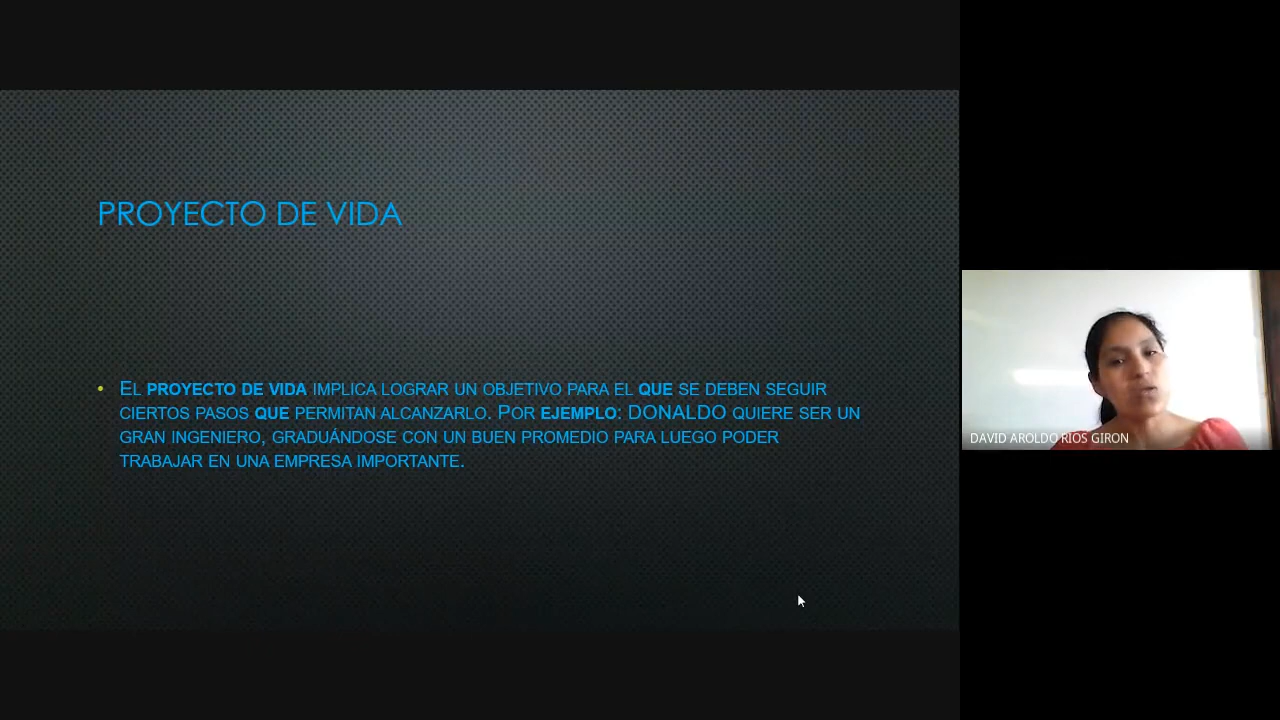 PROYECTO DE VIDA
• EL PROYECTO DE VIDA IMPLICA LOGRAR UN OBJETIVO PARA EL QUE SE DEBEN SEGUIR
CIERTOS PASOS QUE PERMITAN ALCANZARLO. POR EJEMPLO: DONALDO QUIERE SER UN
GRAN INGENIERO, GRADUÁNDOSE CON UN BUEN PROMEDIO PARA LUEGO PODER
TRABAJAR EN UNA EMPRESA IMPORTANTE.
DAVID AROLDO RIOS GIRON